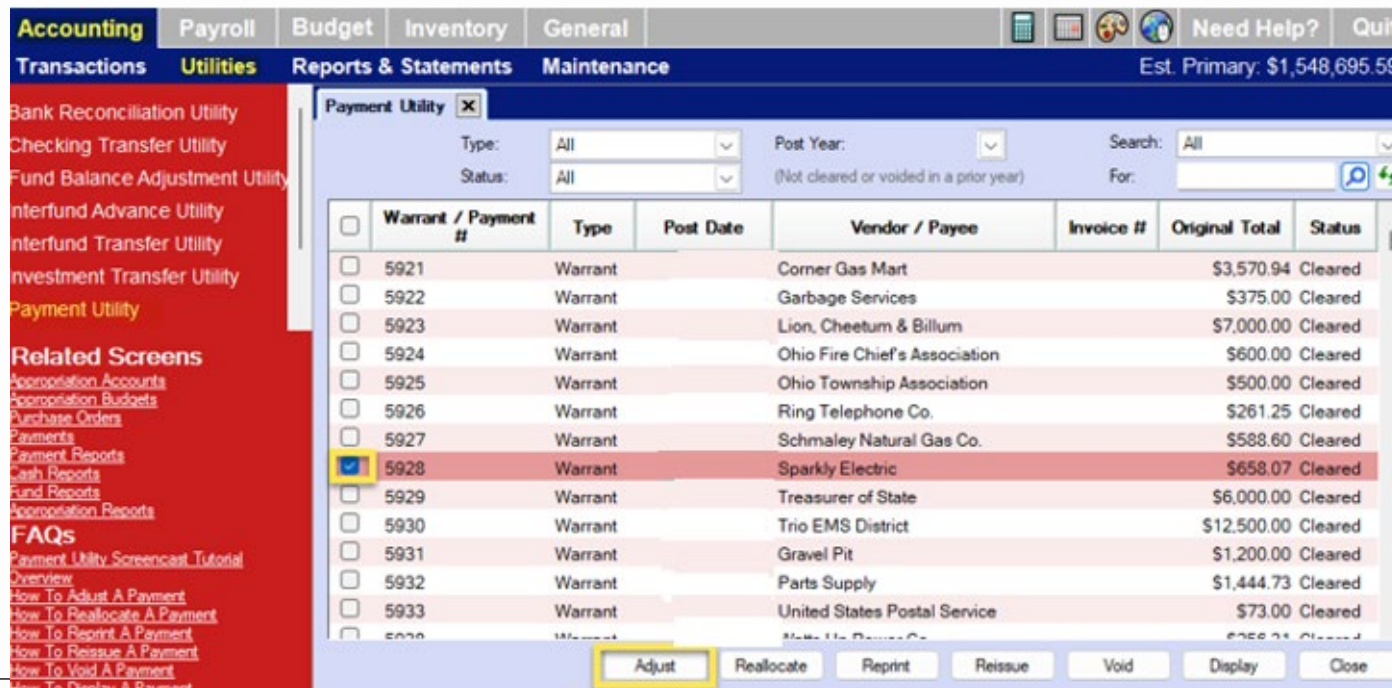 Accounting Payroll Budget Inventory General Need Help? Quit
Transactions Utilities Reports & Statements Maintenance Est. Primary: $1,548,695.59
Bank Reconciliation Utility
Checking Transfer Utility
Fund Balance Adjustment Utility
Interfund Advance Utility
Interfund Transfer Utility
Investment Transfer Utility
Payment Utility
Related Screens
Appropriation Accounts
Appropriation Budgets
Purchase Orders
Payments
Payment Reports
Cash Reports
Fund Reports
Appropriation Reports
FAQs
Payment Utility Screencast Tutorial
Overview
How To Adjust A Payment
How To Reallocate A Payment
How To Reprint A Payment
How To Reissue A Payment
How To Void A Payment
How To Display A Payment
Payment Utility
Type: All Post Year: Search: All
Status: All (Not cleared or voided in a prior year) For:
Warrant / Payment # Type Post Date Vendor / Payee Invoice # Original Total Status
5921 Warrant Corner Gas Mart $3,570.94 Cleared
5922 Warrant Garbage Services $375.00 Cleared
5923 Warrant Lion, Cheetum & Billum $7,000.00 Cleared
5924 Warrant Ohio Fire Chief's Association $600.00 Cleared
5925 Warrant Ohio Township Association $500.00 Cleared
5926 Warrant Ring Telephone Co. $261.25 Cleared
5927 Warrant Schmaley Natural Gas Co. $588.60 Cleared
5928 Warrant Sparkly Electric $658.07 Cleared
5929 Warrant Treasurer of State $6,000.00 Cleared
5930 Warrant Trio EMS District $12,500.00 Cleared
5931 Warrant Gravel Pit $1,200.00 Cleared
5932 Warrant Parts Supply $1,444.73 Cleared
5933 Warrant United States Postal Service $73.00 Cleared
Adjust Reallocate Reprint Reissue Void Display Close